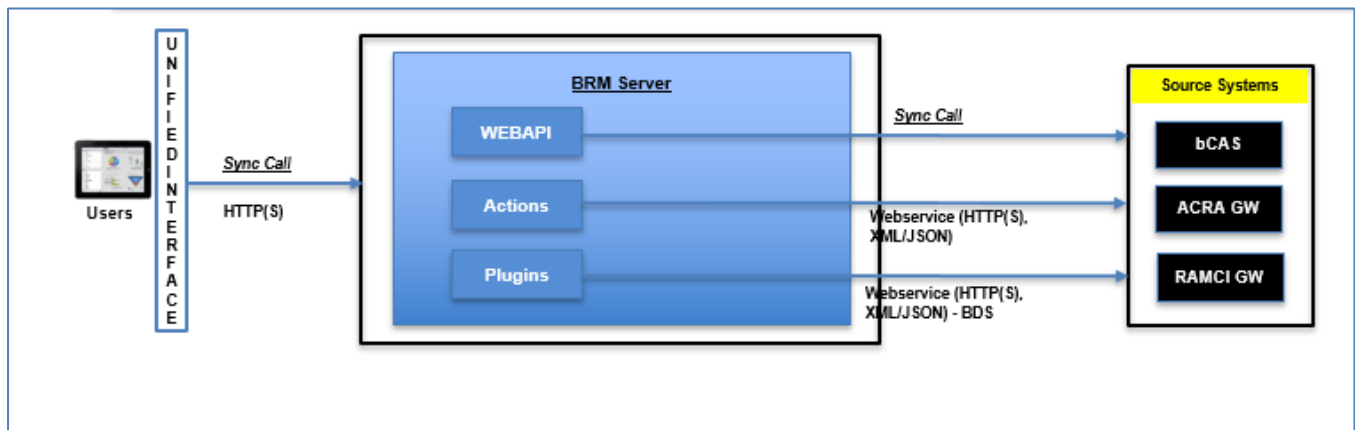 UNIFIEDINTERFACE
Users
Sync Call
HTTP(S)
BRM Server
WEBAPI
Actions
Plugins
Sync Call
Webservice (HTTP(S),
XML/JSON)
Webservice (HTTP(S),
XML/JSON) - BDS
Source Systems
bCAS
ACRA GW
RAMCI GW